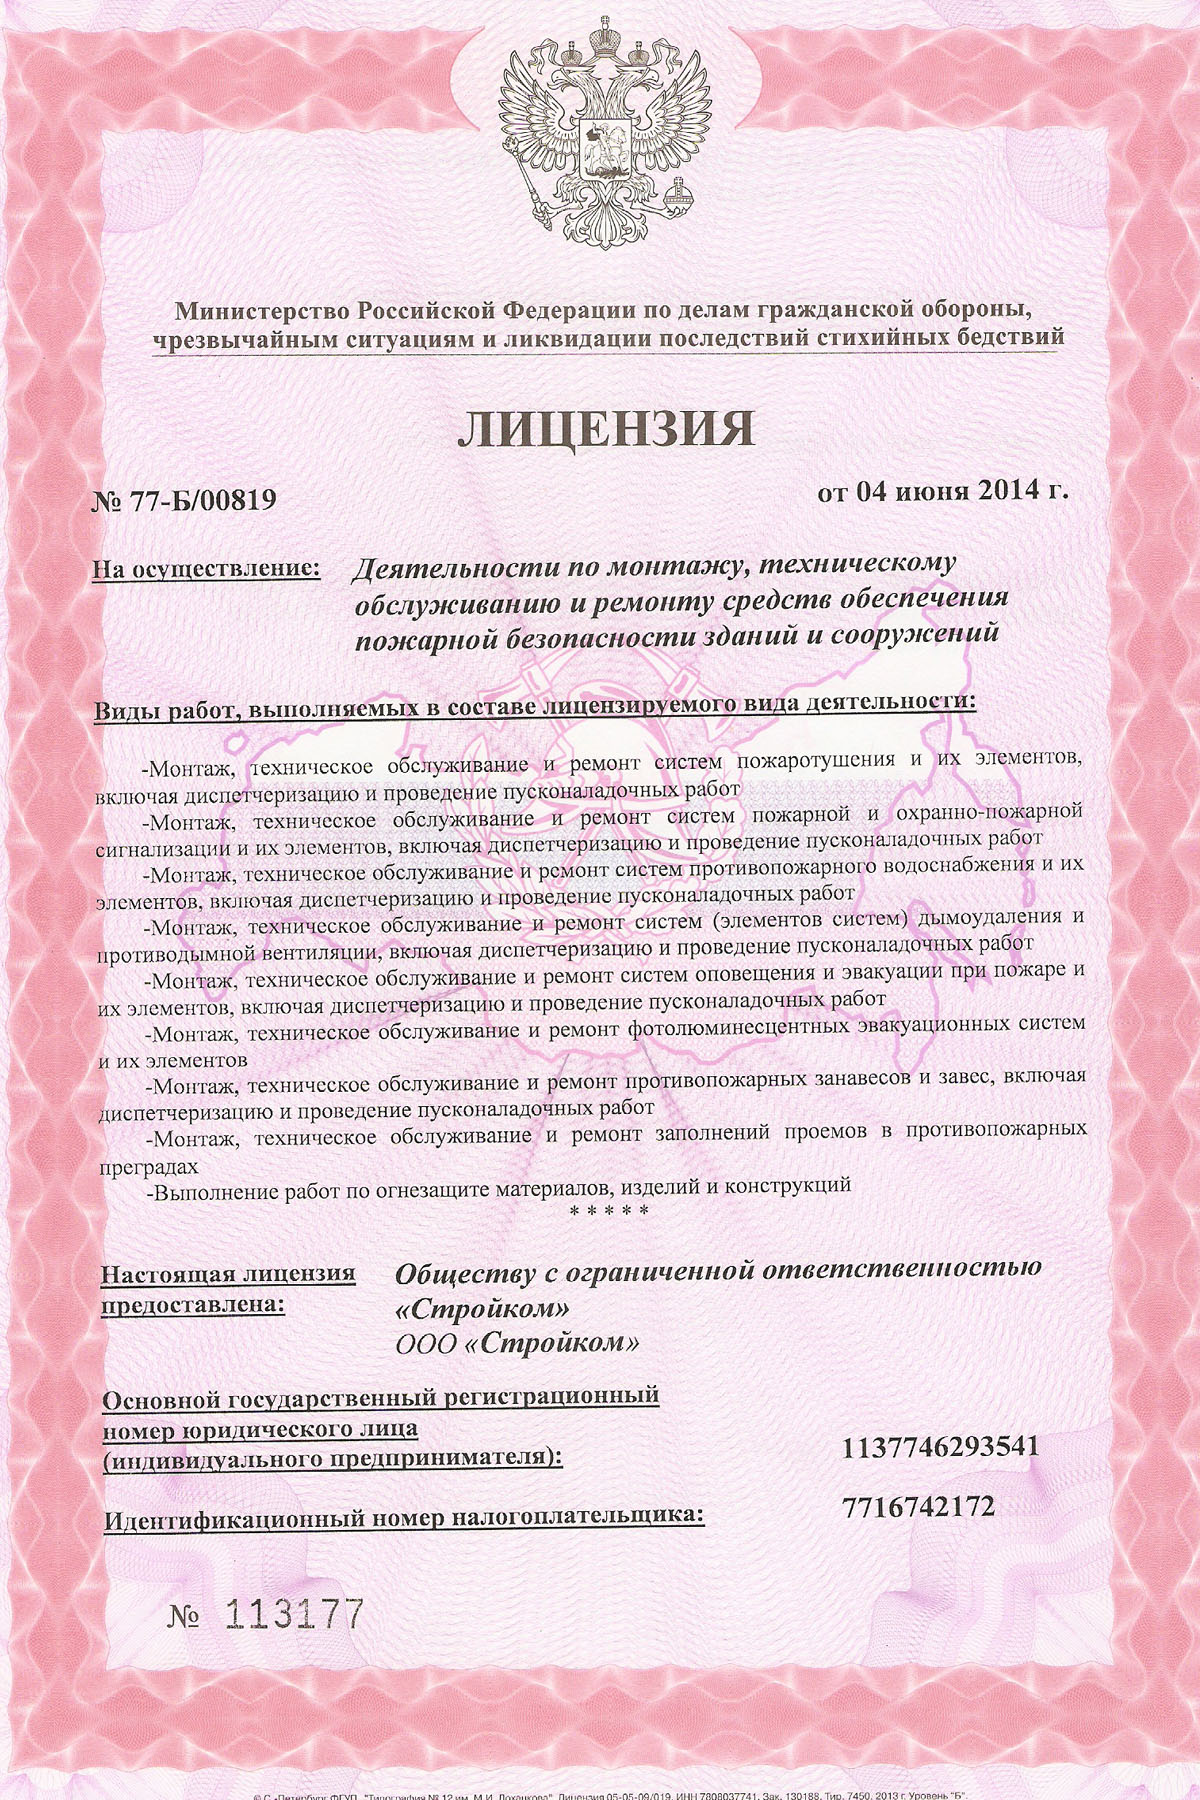 Министерство Российской Федерации по делам гражданской обороны,
чрезвычайным ситуациям и ликвидации последствий стихийных бедствий
ЛИЦЕНЗИЯ
№ 77-Б/00819
от 04 июня 2014 г.
На осуществление: Деятельности по монтажу, техническому
обслуживанию и ремонту средств обеспечения
пожарной безопасности зданий и сооружений
Виды работ, выполняемых в составе лицензируемого вида деятельности:
-Монтаж, техническое обслуживание и ремонт систем пожаротушения и их элементов,
включая диспетчеризацию и проведение пусконаладочных работ
-Монтаж, техническое обслуживание и ремонт систем пожарной и охранно-пожарной
сигнализации и их элементов, включая диспетчеризацию и проведение пусконаладочных работ
-Монтаж, техническое обслуживание и ремонт систем противопожарного водоснабжения и их
элементов, включая диспетчеризацию и проведение пусконаладочных работ
-Монтаж, техническое обслуживание и ремонт систем (элементов систем) дымоудаления и
противодымной вентиляции, включая диспетчеризацию и проведение пусконаладочных работ
-Монтаж, техническое обслуживание и ремонт систем оповещения и эвакуации при пожаре и
их элементов, включая диспетчеризацию и проведение пусконаладочных работ
-Монтаж, техническое обслуживание и ремонт фотолюминесцентных эвакуационных систем
и их элементов
-Монтаж, техническое обслуживание и ремонт противопожарных занавесов и завес, включая
диспетчеризацию и проведение пусконаладочных работ
-Монтаж, техническое обслуживание и ремонт заполнений проемов в противопожарных
преградах
-Выполнение работ по огнезащите материалов, изделий и конструкций
* * * * *
Настоящая лицензия Обществу с ограниченной ответственностью
предоставлена: «Стройком»
ООО «Стройком»
Основной государственный регистрационный
номер юридического лица
(индивидуального предпринимателя): 1137746293541
Идентификационный номер налогоплательщика: 7716742172
№ 113177
"Типография № 12 им. М.И. Лоханкова". Лицензия 05-05-09/019, ИНН 7808037741, Зак. 130188, Тир. 7450, 2013 г. Уровень "Б".